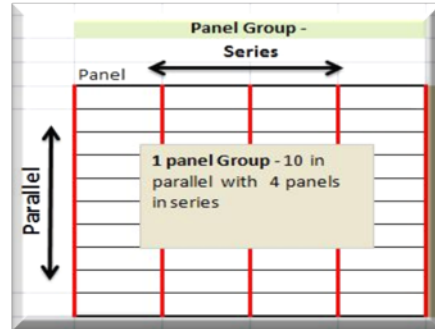 Panel Group -
Series
Panel
Parallel
1 panel Group - 10 in
parallel with 4 panels
in series